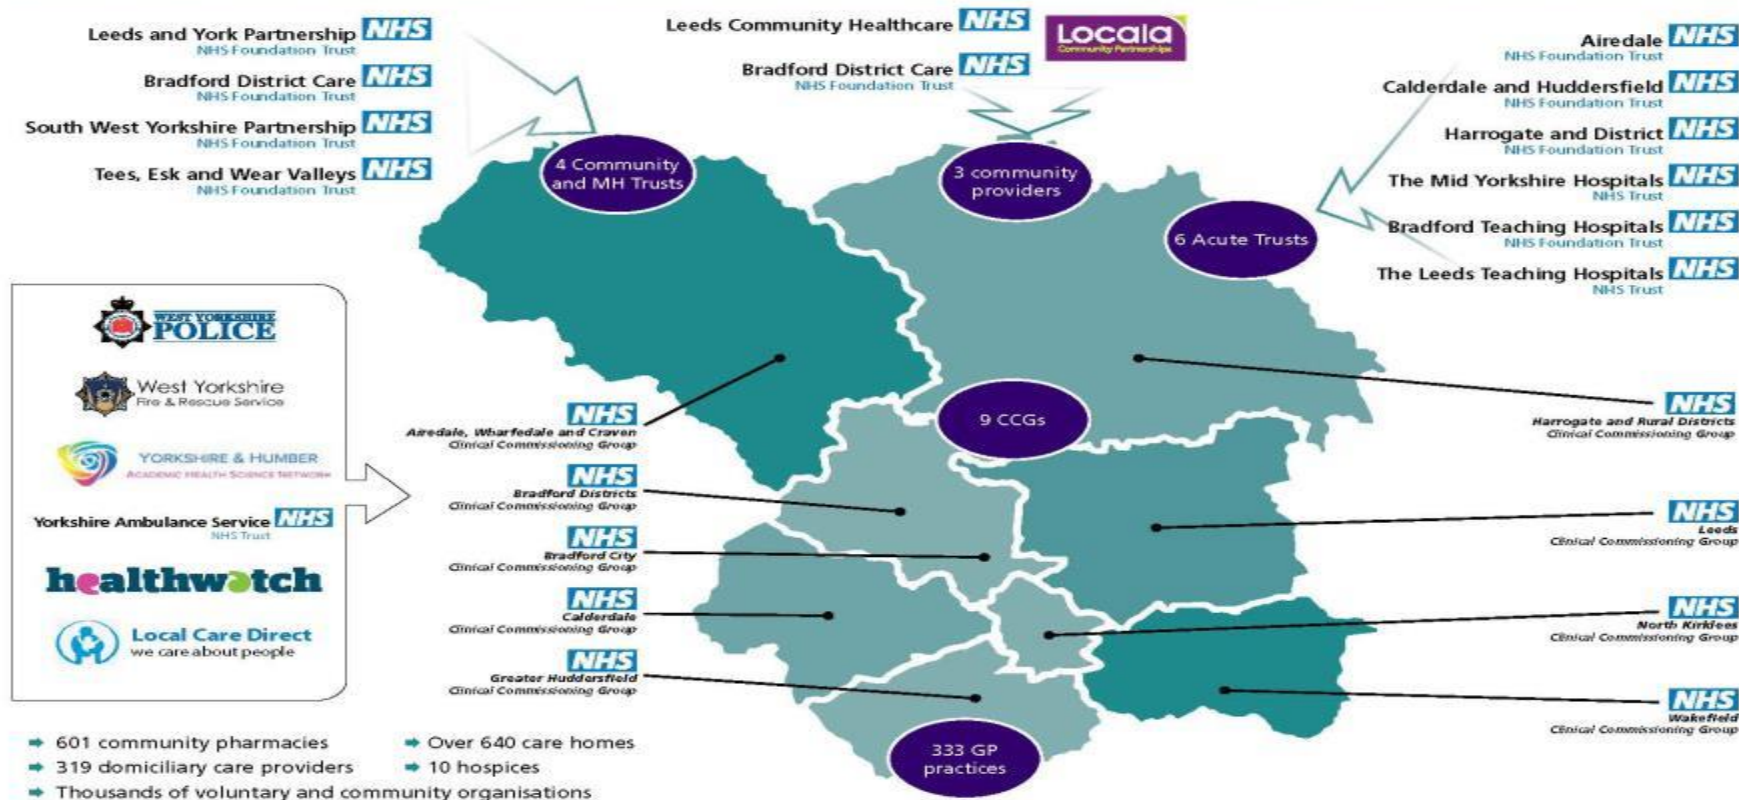 Leeds and York Partnership NHS
NHS Foundation Trust
Bradford District Care NHS
NHS Foundation Trust
South West Yorkshire Partnership NHS
NHS Foundation Trust
Tees, Esk and Wear Valleys NHS
NHS Foundation Trust
Leeds Community Healthcare NHS
Locala
Community Partnerships
Bradford District Care NHS
NHS Foundation Trust
Airedale NHS
NHS Foundation Trust
Calderdale and Huddersfield NHS
NHS Foundation Trust
Harrogate and District NHS
NHS Foundation Trust
The Mid Yorkshire Hospitals NHS
NHS Trust
Bradford Teaching Hospitals NHS
NHS Foundation Trust
The Leeds Teaching Hospitals NHS
NHS Trust
4 Community
and MH Trusts
3 community
providers
6 Acute Trusts
9 CCGs
333 GP
practices
WEST YORKSHIRE
POLICE
West Yorkshire
Fire & Rescue Service
YORKSHIRE & HUMBER
ACADEMIC HEALTH SCIENCE NETWORK
Yorkshire Ambulance Service NHS
NHS Trust
healthwatch
Local Care Direct
we care about people
NHS
Airedale, Wharfedale and Craven
Clinical Commissioning Group
NHS
Bradford Districts
Clinical Commissioning Group
NHS
Bradford City
Clinical Commissioning Group
NHS
Calderdale
Clinical Commissioning Group
NHS
Greater Huddersfield
Clinical Commissioning Group
NHS
Harrogate and Rural Districts
Clinical Commissioning Group
NHS
Leeds
Clinical Commissioning Group
NHS
North Kirklees
Clinical Commissioning Group
NHS
Wakefield
Clinical Commissioning Group
601 community pharmacies
319 domiciliary care providers
Thousands of voluntary and community organisations
Over 640 care homes
10 hospices